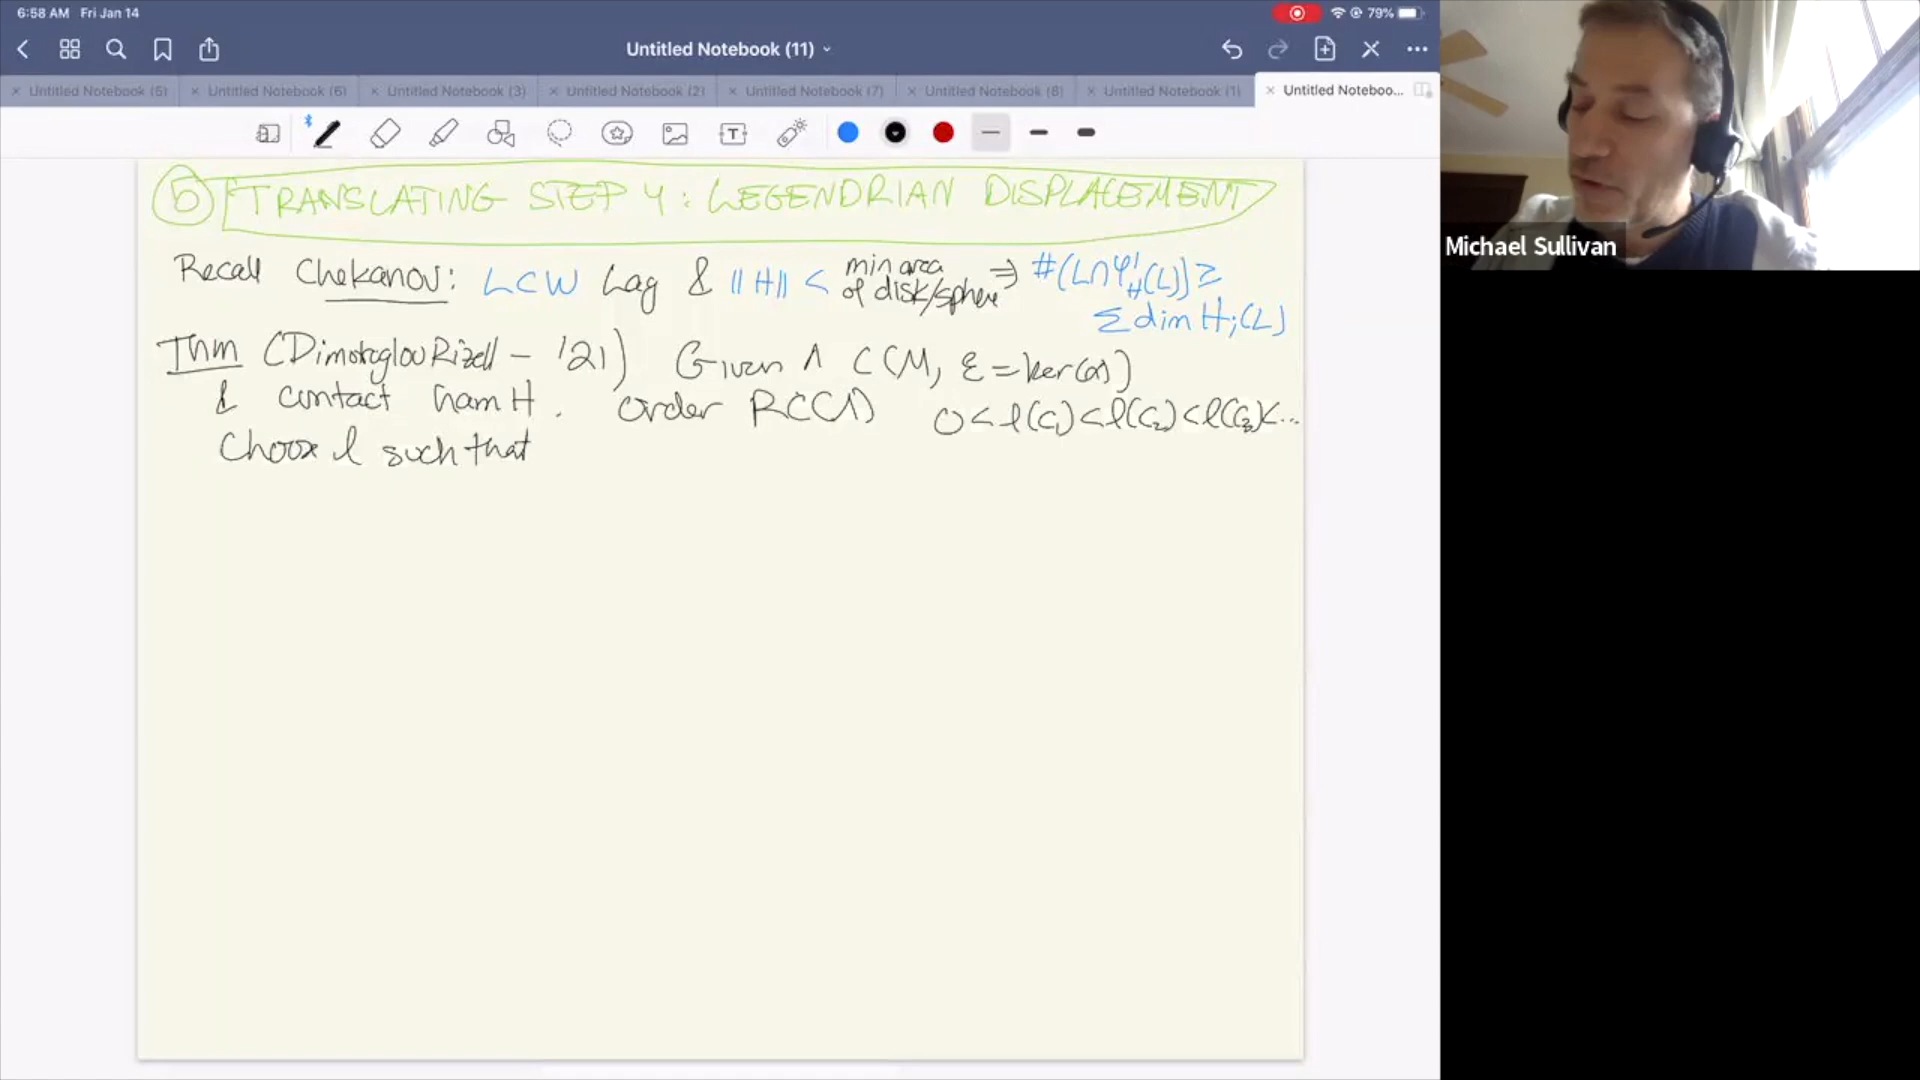 6:58 AM Fri Jan 14
79%
Untitled Notebook (11)
Untitled Notebook (5)
Untitled Notebook (6)
Untitled Notebook (3)
Untitled Notebook (2)
Untitled Notebook (7)
Untitled Notebook (8)
Untitled Notebook (1)
Untitled Noteboo...
⑤ TRANSLATING STEP 4: LEGENDRIAN DISPLACEMENT
Recall Chekanov: L⊂W Lag & ||H|| < min area of disk/sphere ⇒ #(L∩φ¹_H(L)) ≥
Σ dim H_i(L)
Thm (DimotoglouRizell - '21) Given Λ ⊂ (M, ξ = ker(α))
& contact ham H. Order RC(Λ) 0<l(C₁)<l(C₂)<l(C₃)<...
Choose l such that
Michael Sullivan